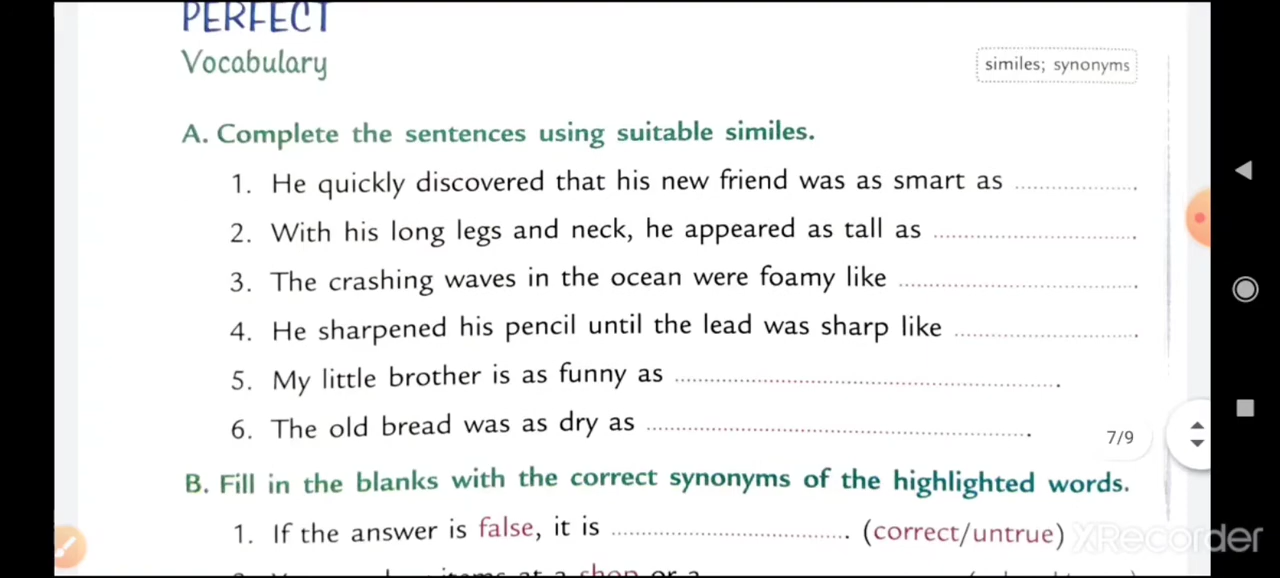 PERFECT
Vocabulary
similes; synonyms
A. Complete the sentences using suitable similes.
1. He quickly discovered that his new friend was as smart as ....................
2. With his long legs and neck, he appeared as tall as ....................
3. The crashing waves in the ocean were foamy like ....................
4. He sharpened his pencil until the lead was sharp like ....................
5. My little brother is as funny as ....................
6. The old bread was as dry as ....................
7/9
B. Fill in the blanks with the correct synonyms of the highlighted words.
1. If the answer is false, it is .................... (correct/untrue)
XRecorder
shop or a